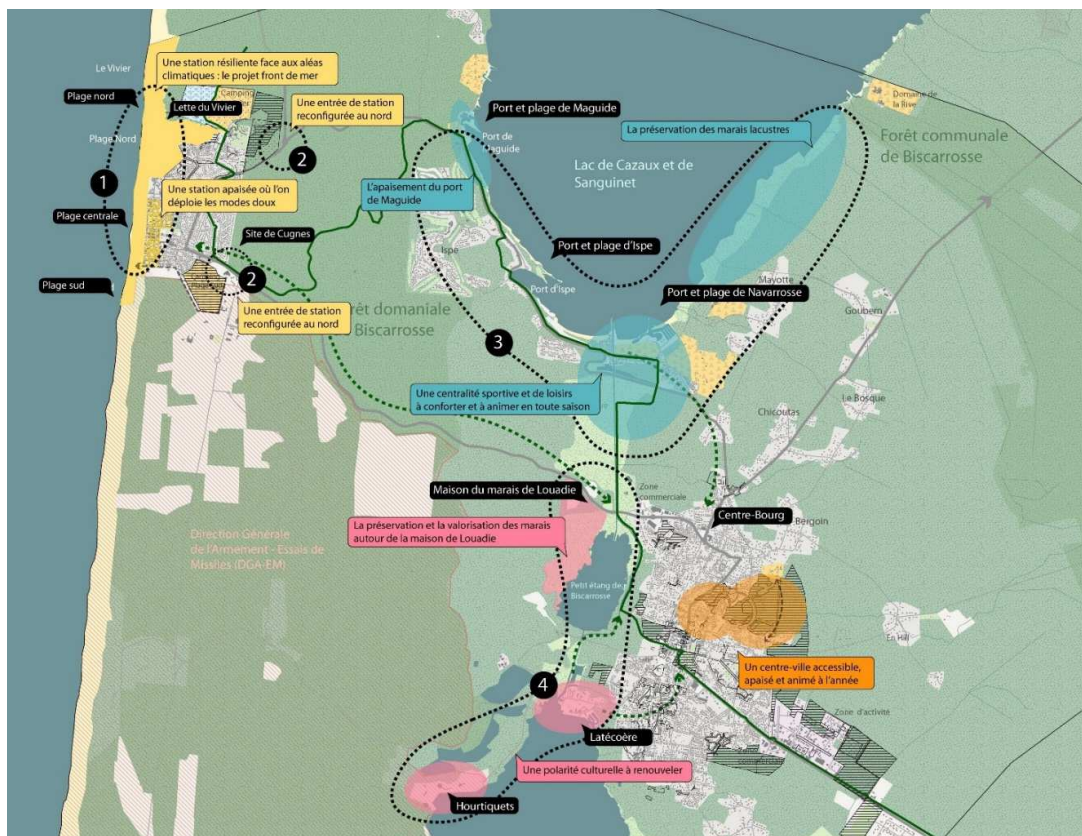 Le Vivier
Une station résiliente face aux aléas
climatiques : le projet front de mer
Plage nord
Camping
Lette du Vivier
Plage Nord
Une entrée de station
reconfigurée au nord
2
1
Une station apaisée où l'on
déploie les modes doux
Plage centrale
Site de Cugnes
Plage sud
2
Une entrée de station
reconfigurée au nord
Port et plage de Maguide
Port de
Maguide
La préservation des marais lacustres
Domaine de
la Rive
Forêt communale
de Biscarrosse
Lac de Cazaux et de
Sanguinet
L'apaisement du port
de Maguide
Ispe
Port et plage d'Ispe
Port d'Ispe
Mayotte
Port et plage de Navarrosse
Goubern
domaniale
Biscarrosse
3
Une centralité sportive et de loisirs
à conforter et à animer en toute saison
Le Bosque
Chicoutas
Maison du marais de Louadie
Zone
commerciale
Centre-Bourg
Bergoin
La préservation et la valorisation des marais
autour de la maison de Louadie
Direction Générale
de l'Armement - Essais de
Missiles (DGA-EM)
Petit étang de
Biscarrosse
En Hill
Un centre-ville accessible,
apaisé et animé à l'année
4
Zone d'activité
Latécoère
Une polarité culturelle à renouveler
Hourtiquets